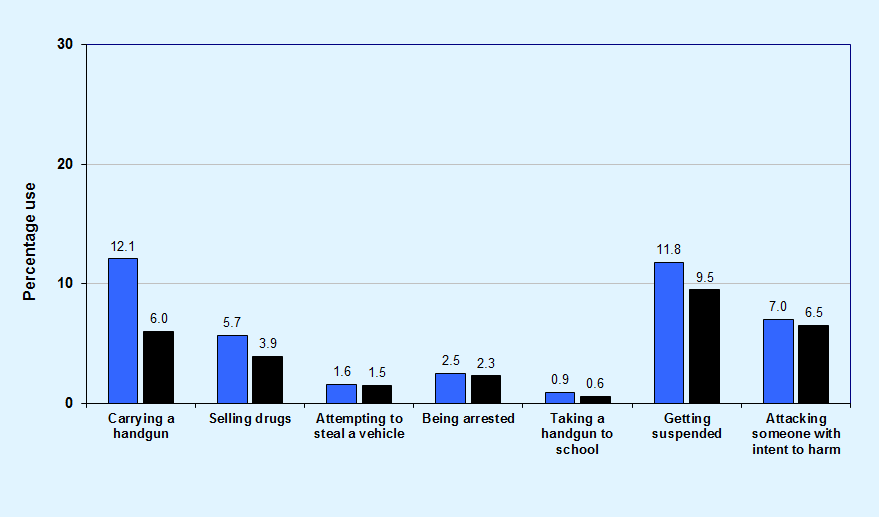 Percentage use
30
20
10
0
12.1
6.0
5.7
3.9
1.6
1.5
2.5
2.3
0.9
0.6
11.8
9.5
7.0
6.5
Carrying a
handgun
Selling drugs
Attempting to
steal a vehicle
Being arrested
Taking a
handgun to
school
Getting
suspended
Attacking
someone with
intent to harm